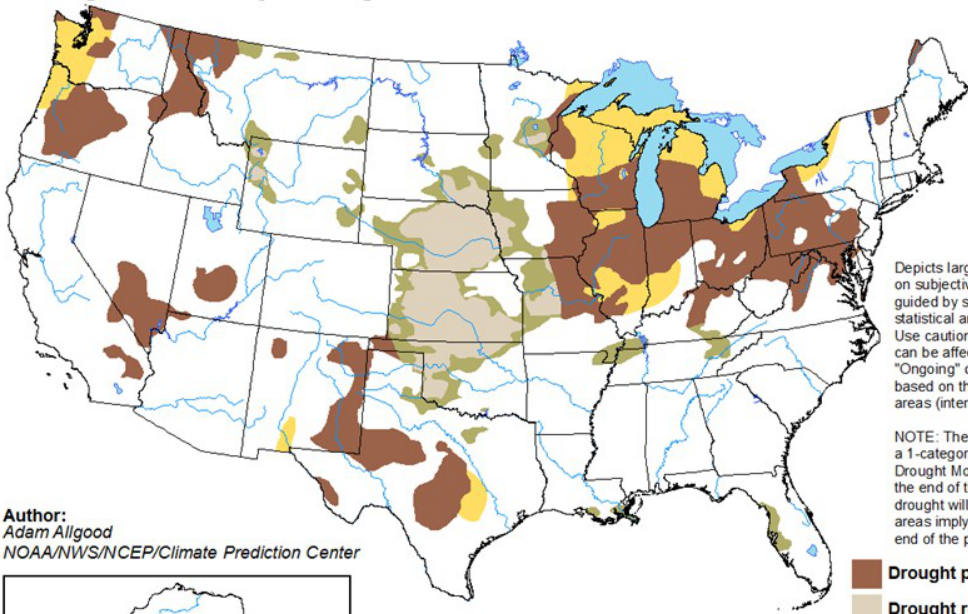 Depicts larg
on subjectiv
guided by s
statistical ar
Use caution
can be affe
"Ongoing" d
based on th
areas (inter
NOTE: The
a 1-categor
Drought Mo
the end of t
drought will
areas imply
end of the p
Author:
Adam Allgood
NOAA/NWS/NCEP/Climate Prediction Center
Drought p
Drought r